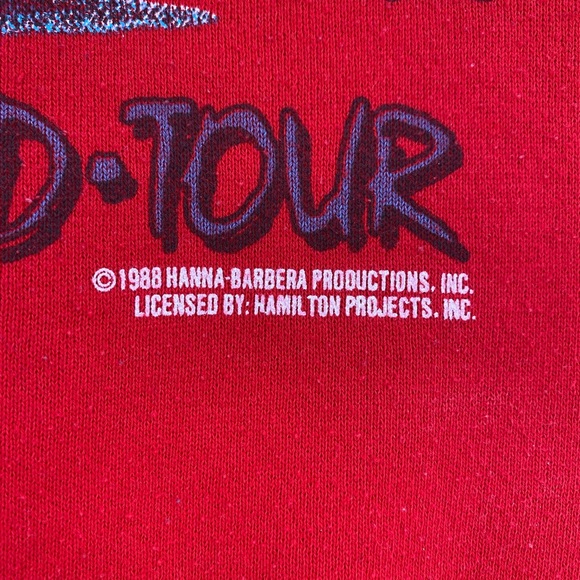 D-TOUR
©1988 HANNA-BARBERA PRODUCTIONS, INC.
LICENSED BY: HAMILTON PROJECTS, INC.